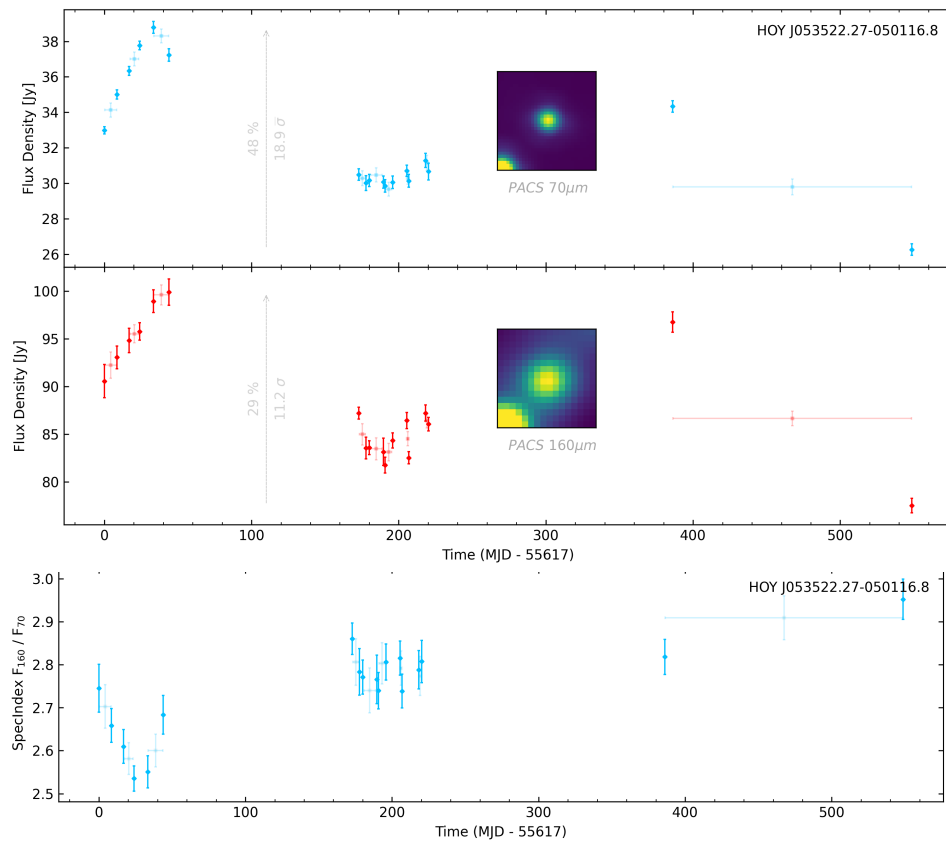 HOY J053522.27-050116.8
38
36
34
32
30
28
26
Flux Density [Jy]
48 %
18.9 σ
PACS 70μm
100
95
90
85
80
Flux Density [Jy]
29 %
11.2 σ
PACS 160μm
0 100 200 300 400 500
Time (MJD - 55617)
HOY J053522.27-050116.8
3.0
2.9
2.8
2.7
2.6
2.5
SpecIndex F₁₆₀ / F₇₀
0 100 200 300 400 500
Time (MJD - 55617)